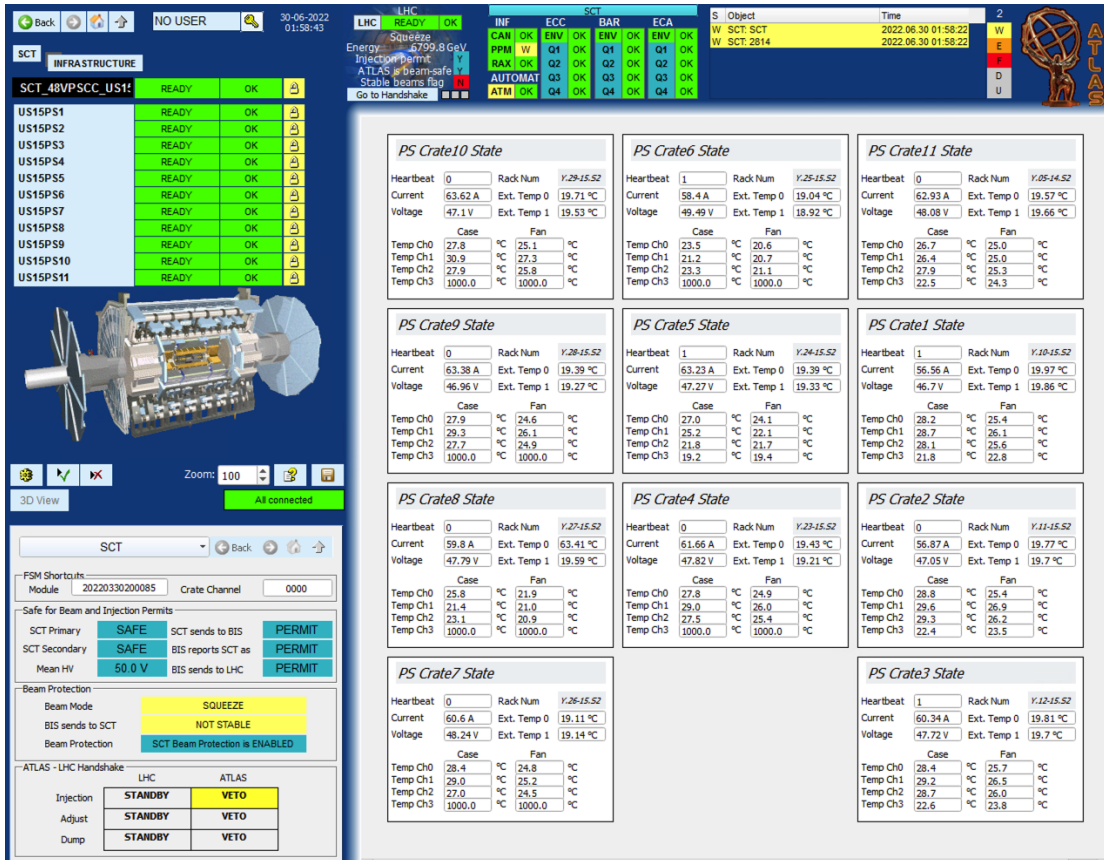 Back
NO USER
30-06-2022
01:58:43
SCT
INFRASTRUCTURE
SCT_48VPSCC_US1 READY OK
US15PS1 READY OK
US15PS2 READY OK
US15PS3 READY OK
US15PS4 READY OK
US15PS5 READY OK
US15PS6 READY OK
US15PS7 READY OK
US15PS8 READY OK
US15PS9 READY OK
US15PS10 READY OK
US15PS11 READY OK
Zoom: 100
3D View All connected
SCT Back
FSM Shortcuts
Module 20220330200085 Crate Channel 0000
Safe for Beam and Injection Permits
SCT Primary SAFE SCT sends to BIS PERMIT
SCT Secondary SAFE BIS reports SCT as PERMIT
Mean HV 50.0 V BIS sends to LHC PERMIT
Beam Protection
Beam Mode SQUEEZE
BIS sends to SCT NOT STABLE
Beam Protection SCT Beam Protection is ENABLED
ATLAS - LHC Handshake
LHC ATLAS
Injection STANDBY VETO
Adjust STANDBY VETO
Dump STANDBY VETO
LHC
LHC READY OK
Squeeze
Energy: 6799.8 GeV
Injection permit Y
ATLAS is beam-safe Y
Stable beams flag N
Go to Handshake
SCT
INF ECC BAR ECA
CAN OK ENV OK ENV OK ENV OK
PPM W Q1 OK Q1 OK Q1 OK
RAX OK Q2 OK Q2 OK Q2 OK
AUTOMAT Q3 OK Q3 OK Q3 OK
ATM OK Q4 OK Q4 OK Q4 OK
S Object Time
W SCT: SCT 2022.06.30 01:58:22
W SCT: 2814 2022.06.30 01:58:22
2
W
E
F
D
U
ATLAS
PS Crate10 State
Heartbeat 0 Rack Num Y.29-15.S2
Current 63.62 A Ext. Temp 0 19.71 ºC
Voltage 47.1 V Ext. Temp 1 19.53 ºC
Case Fan
Temp Ch0 27.8 ºC 25.1 ºC
Temp Ch1 30.9 ºC 27.3 ºC
Temp Ch2 27.9 ºC 25.8 ºC
Temp Ch3 1000.0 ºC 1000.0 ºC
PS Crate6 State
Heartbeat 1 Rack Num Y.25-15.S2
Current 58.4 A Ext. Temp 0 19.04 ºC
Voltage 49.49 V Ext. Temp 1 18.92 ºC
Case Fan
Temp Ch0 23.5 ºC 20.6 ºC
Temp Ch1 21.2 ºC 20.7 ºC
Temp Ch2 23.3 ºC 21.1 ºC
Temp Ch3 1000.0 ºC 1000.0 ºC
PS Crate11 State
Heartbeat 0 Rack Num Y.05-14.S2
Current 62.93 A Ext. Temp 0 19.57 ºC
Voltage 48.08 V Ext. Temp 1 19.66 ºC
Case Fan
Temp Ch0 26.7 ºC 25.0 ºC
Temp Ch1 26.4 ºC 25.0 ºC
Temp Ch2 27.9 ºC 25.3 ºC
Temp Ch3 22.5 ºC 24.3 ºC
PS Crate9 State
Heartbeat 0 Rack Num Y.28-15.S2
Current 63.38 A Ext. Temp 0 19.39 ºC
Voltage 46.96 V Ext. Temp 1 19.27 ºC
Case Fan
Temp Ch0 27.9 ºC 24.6 ºC
Temp Ch1 29.3 ºC 26.1 ºC
Temp Ch2 27.7 ºC 24.9 ºC
Temp Ch3 1000.0 ºC 1000.0 ºC
PS Crate5 State
Heartbeat 1 Rack Num Y.24-15.S2
Current 63.23 A Ext. Temp 0 19.39 ºC
Voltage 47.27 V Ext. Temp 1 19.33 ºC
Case Fan
Temp Ch0 27.0 ºC 24.1 ºC
Temp Ch1 25.2 ºC 22.1 ºC
Temp Ch2 21.8 ºC 21.7 ºC
Temp Ch3 19.2 ºC 19.4 ºC
PS Crate1 State
Heartbeat 1 Rack Num Y.10-15.S2
Current 56.56 A Ext. Temp 0 19.97 ºC
Voltage 46.7 V Ext. Temp 1 19.86 ºC
Case Fan
Temp Ch0 28.2 ºC 25.4 ºC
Temp Ch1 28.7 ºC 26.1 ºC
Temp Ch2 28.1 ºC 25.6 ºC
Temp Ch3 21.8 ºC 22.8 ºC
PS Crate8 State
Heartbeat 0 Rack Num Y.27-15.S2
Current 59.8 A Ext. Temp 0 63.41 ºC
Voltage 47.79 V Ext. Temp 1 19.59 ºC
Case Fan
Temp Ch0 25.8 ºC 21.9 ºC
Temp Ch1 21.4 ºC 21.0 ºC
Temp Ch2 23.1 ºC 20.9 ºC
Temp Ch3 1000.0 ºC 1000.0 ºC
PS Crate4 State
Heartbeat 0 Rack Num Y.23-15.S2
Current 61.66 A Ext. Temp 0 19.43 ºC
Voltage 47.82 V Ext. Temp 1 19.21 ºC
Case Fan
Temp Ch0 27.8 ºC 24.9 ºC
Temp Ch1 29.0 ºC 26.0 ºC
Temp Ch2 27.5 ºC 25.4 ºC
Temp Ch3 1000.0 ºC 1000.0 ºC
PS Crate2 State
Heartbeat 0 Rack Num Y.11-15.S2
Current 56.87 A Ext. Temp 0 19.77 ºC
Voltage 47.05 V Ext. Temp 1 19.7 ºC
Case Fan
Temp Ch0 28.8 ºC 25.4 ºC
Temp Ch1 29.6 ºC 26.9 ºC
Temp Ch2 29.3 ºC 26.2 ºC
Temp Ch3 22.4 ºC 23.5 ºC
PS Crate7 State
Heartbeat 0 Rack Num Y.26-15.S2
Current 60.6 A Ext. Temp 0 19.11 ºC
Voltage 48.24 V Ext. Temp 1 19.14 ºC
Case Fan
Temp Ch0 28.4 ºC 24.8 ºC
Temp Ch1 29.0 ºC 25.2 ºC
Temp Ch2 27.0 ºC 24.5 ºC
Temp Ch3 1000.0 ºC 1000.0 ºC
PS Crate3 State
Heartbeat 1 Rack Num Y.12-15.S2
Current 60.34 A Ext. Temp 0 19.81 ºC
Voltage 47.72 V Ext. Temp 1 19.7 ºC
Case Fan
Temp Ch0 28.4 ºC 25.7 ºC
Temp Ch1 29.2 ºC 26.5 ºC
Temp Ch2 28.7 ºC 26.0 ºC
Temp Ch3 22.6 ºC 23.8 ºC